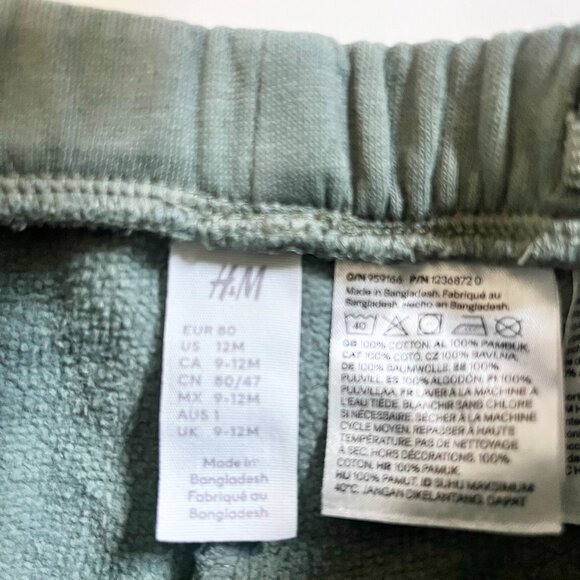 H&M
EUR 80
US 12M
CA 9-12M
CN 80/47
MX 9-12M
AUS 1
UK 9-12M
Made in
Bangladesh
Fabriqué au
Bangladesh
O/N 959166 P/N 1236872 0
Made in Bangladesh. Fabriqué au
Bangladesh. Hecho en Bangladesh.
40
GB 100% COTTON. AL 100% PAMBUK.
CAT 100% COTÓ. CZ 100% BAVLNA.
DE 100% BAUMWOLLE. EE 100%
PUUVILL. ES 100% ALGODÓN. FI 100%
PUUVILLAA. FR LAVER À LA MACHINE À
L'EAU TIÈDE. BLANCHIR SANS CHLORE
SI NÉCESSAIRE. SÉCHER À LA MACHINE
CYCLE MOYEN. REPASSER À HAUTE
TEMPÉRATURE. PAS DE NETTOYAGE
À SEC. HORS DÉCORATIONS. 100%
COTON. HR 100% PAMUK.
HU 100% PAMUT. ID SUHU MAKSIMUM
40°C. JANGAN DIKELANTANG. DAPAT